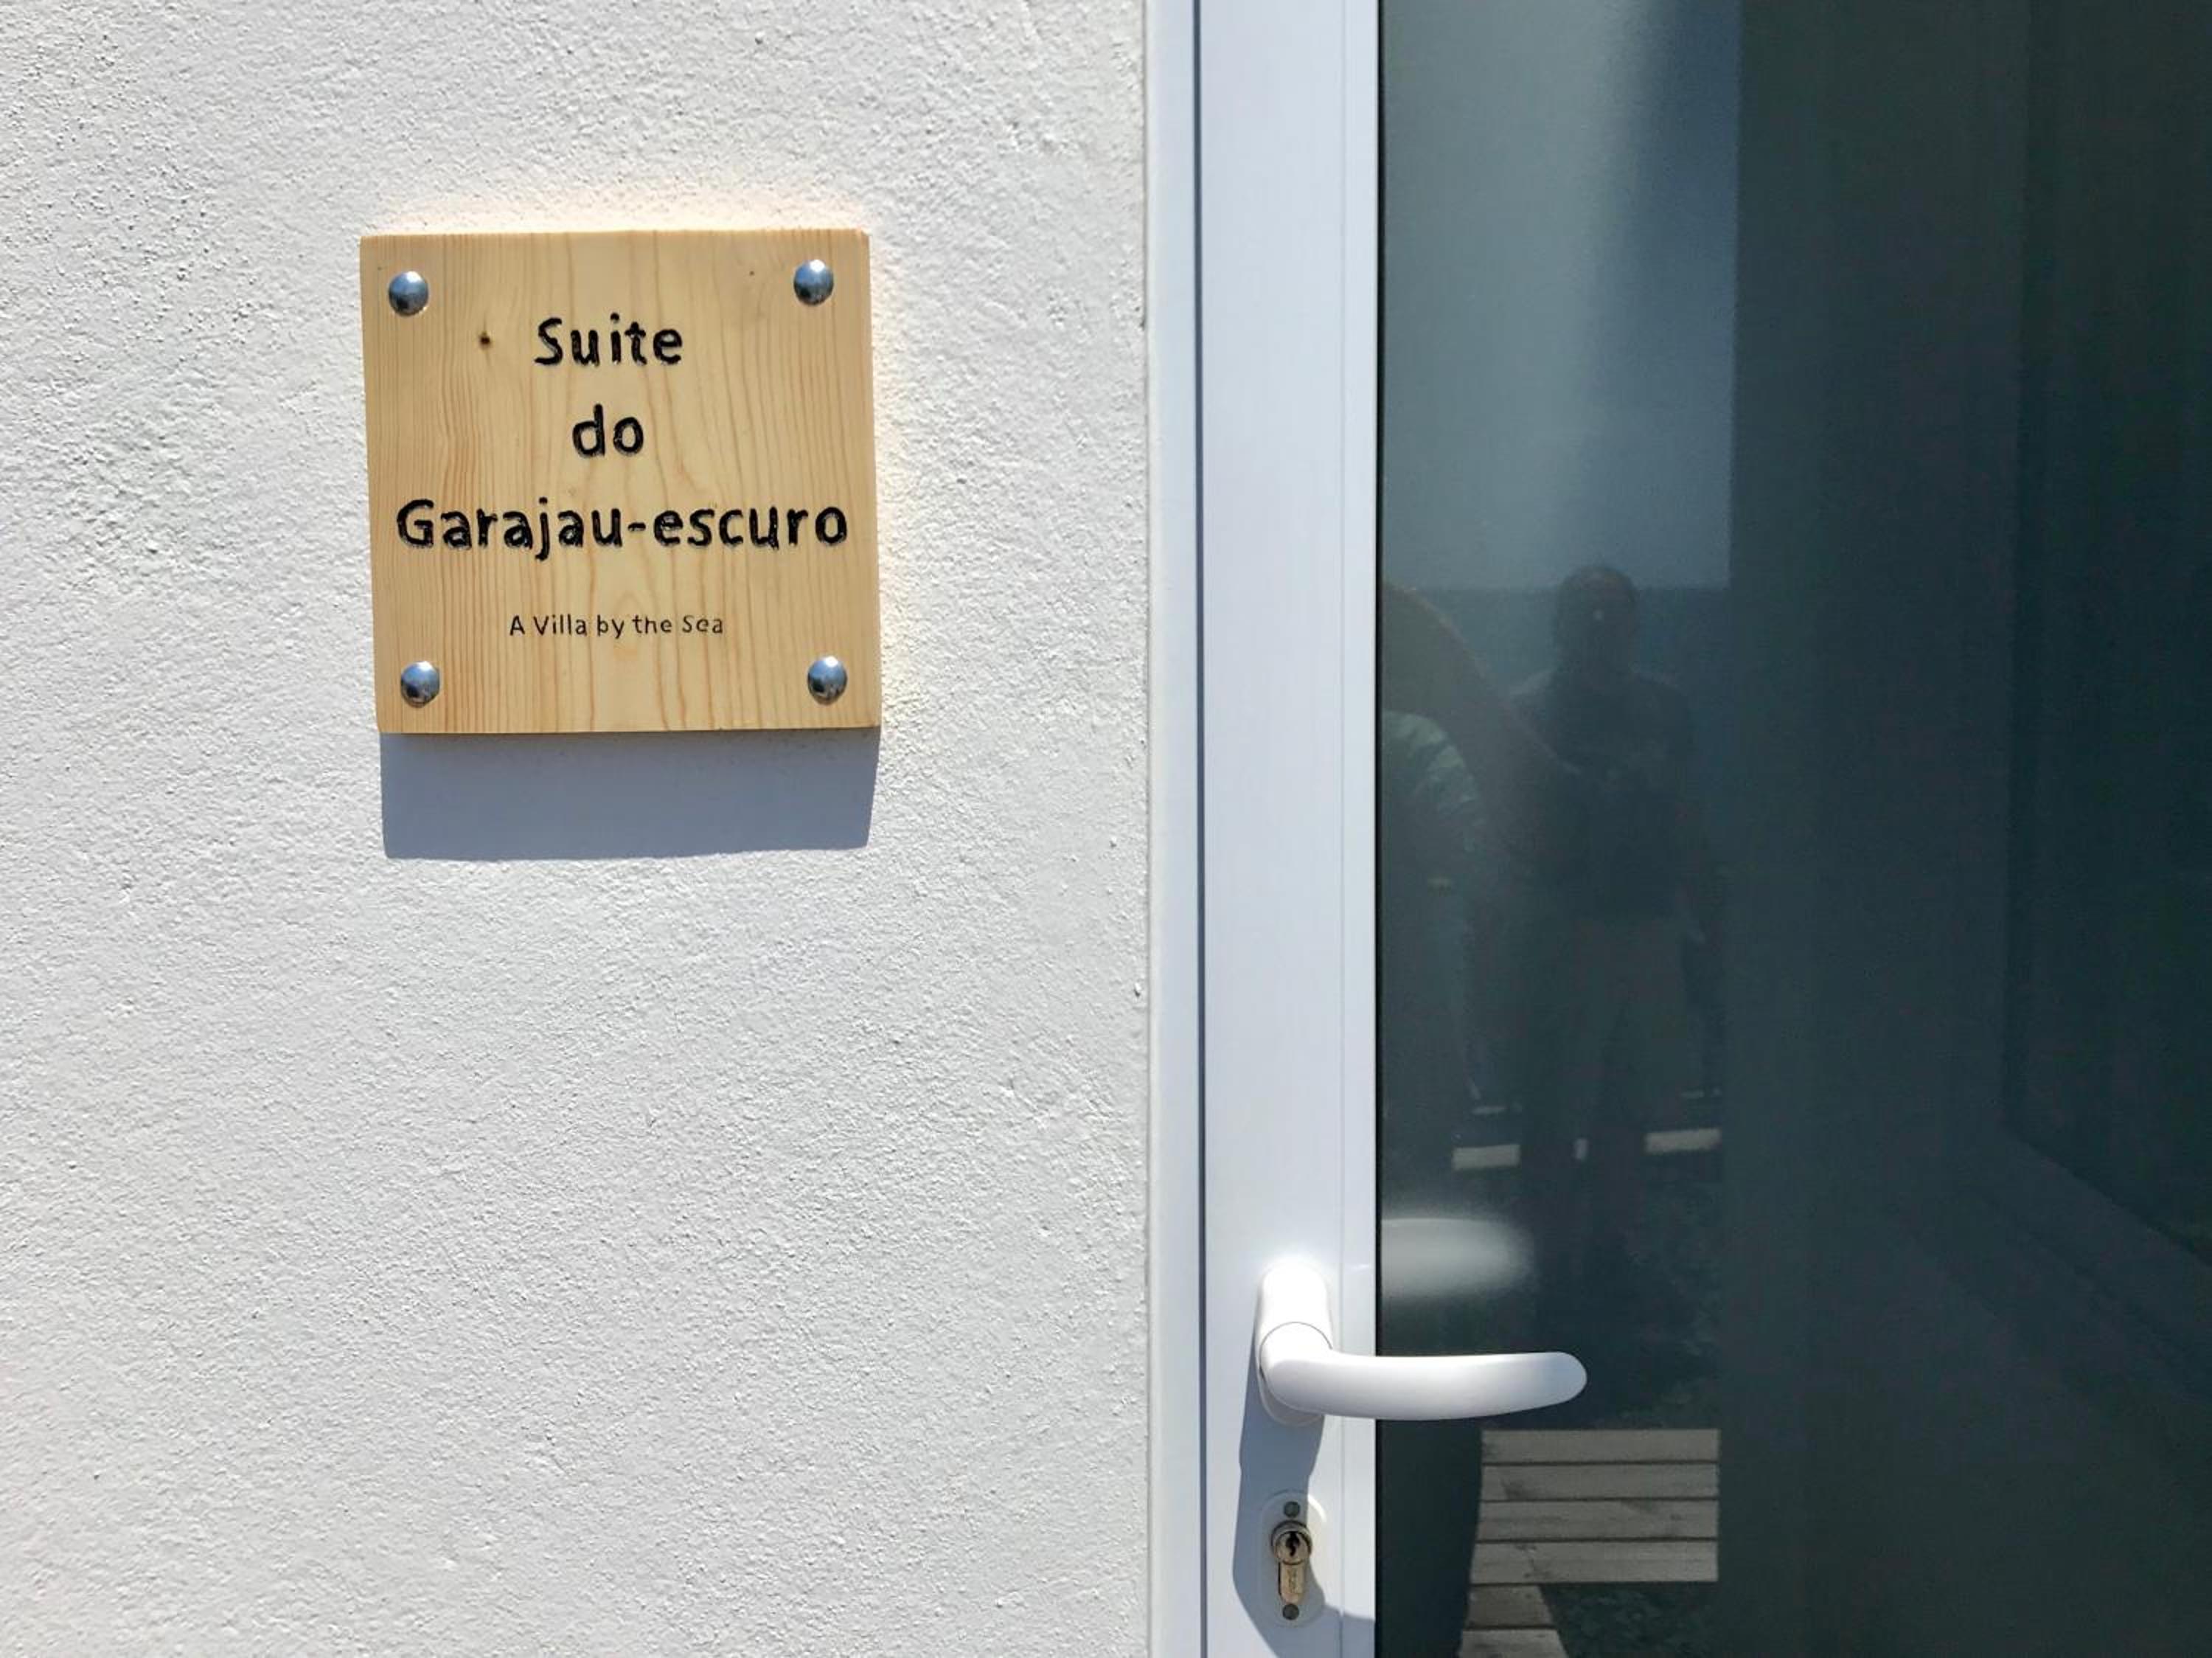 Suite
do
Garajau-escuro
A Villa by the Sea